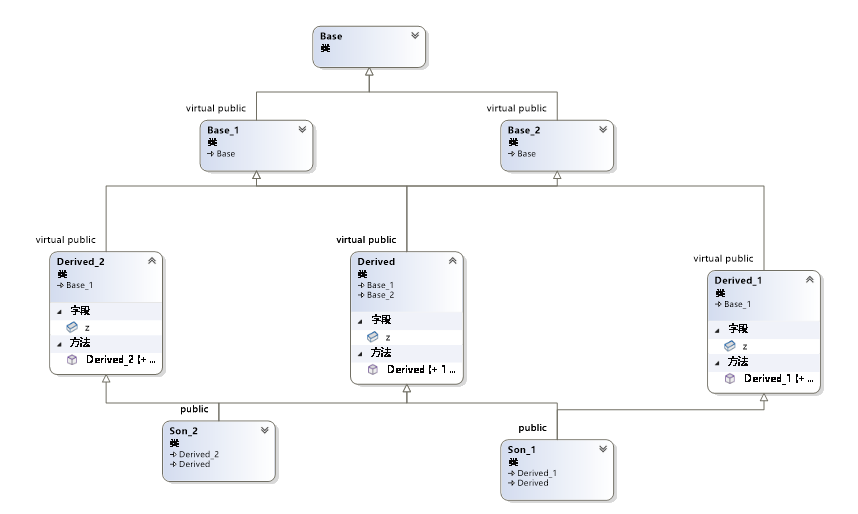 Base
类
virtual public
virtual public
Base_1
类
Base
Base_2
类
Base
virtual public
virtual public
virtual public
Derived_2
类
Base_1
字段
z
方法
Derived_2 (+ ...
Derived
类
Base_1
Base_2
字段
z
方法
Derived (+ 1 ...
Derived_1
类
Base_1
字段
z
方法
Derived_1 (+ ...
public
public
Son_2
类
Derived_2
Derived
Son_1
类
Derived_1
Derived